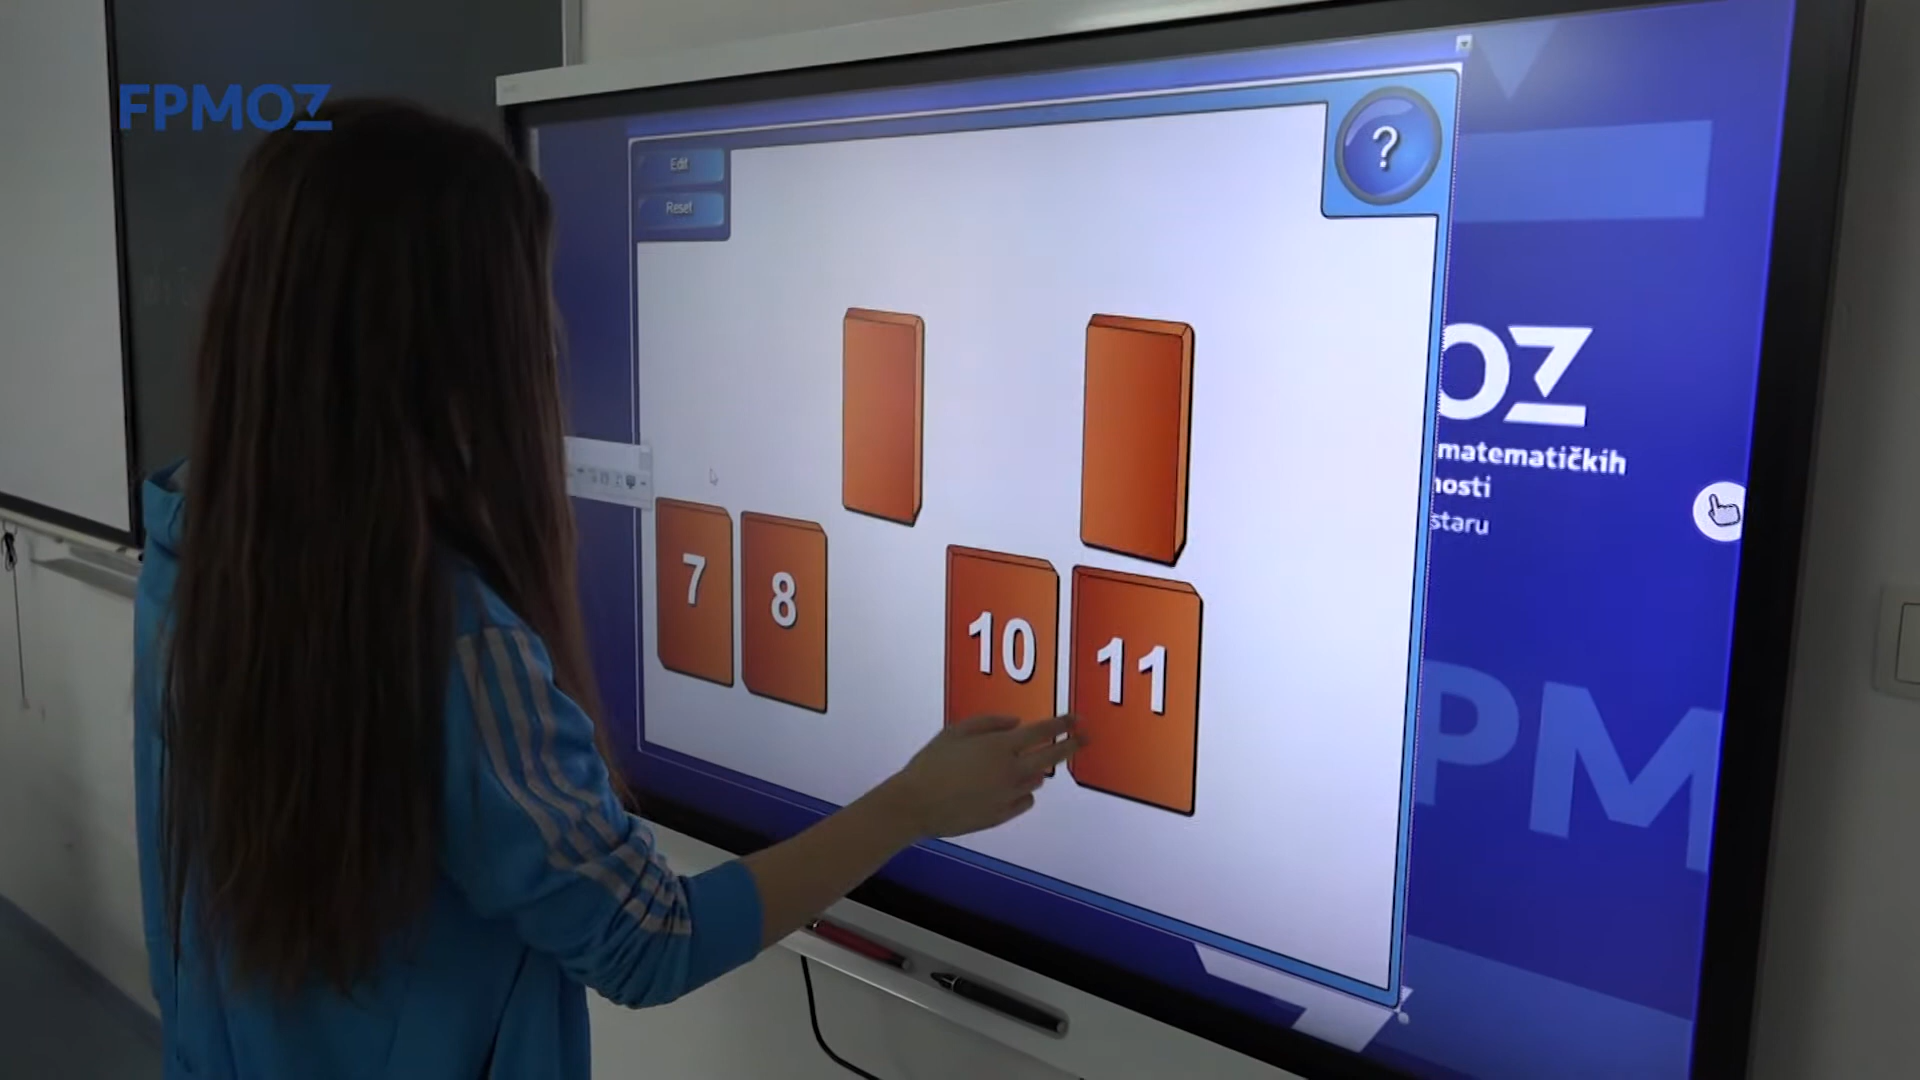 FPMOZ
Edit
Reset
?
7
8
10
11
OZ
matematičkih
nosti
staru
PM